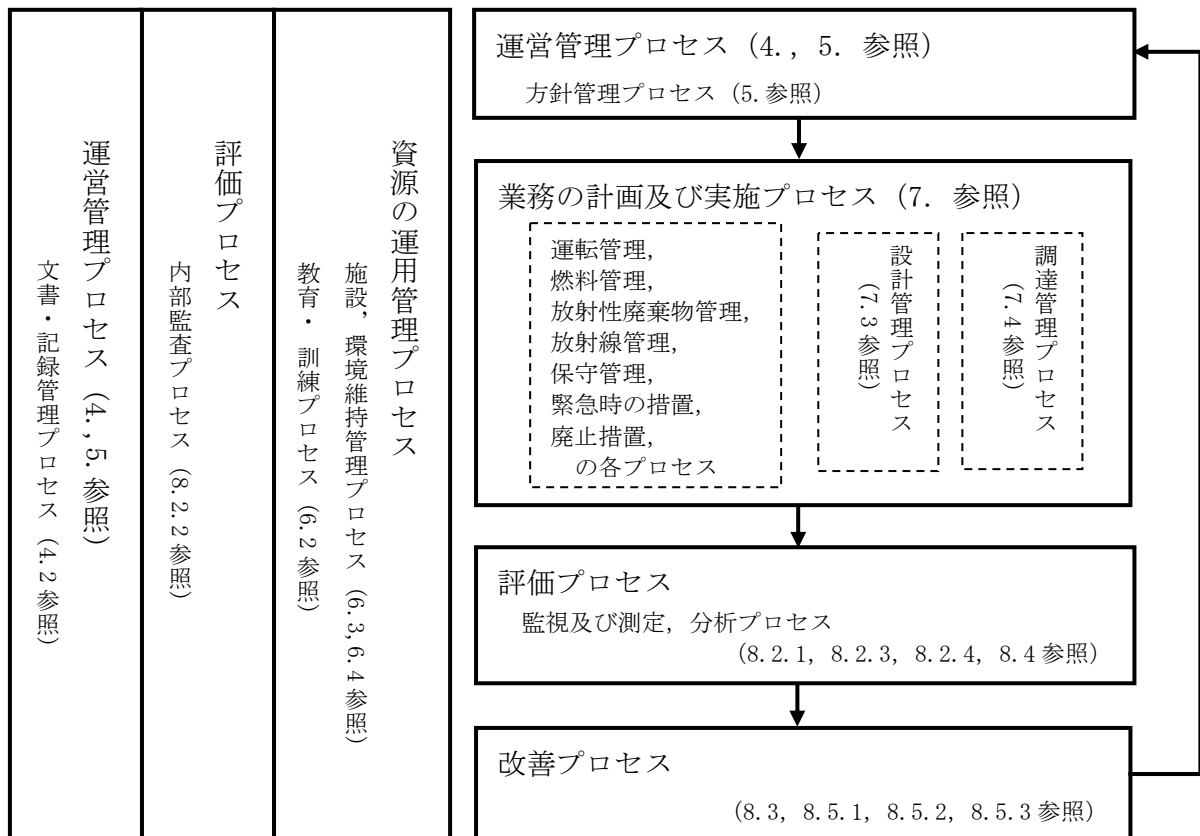 運営管理プロセス（4.,5.参照）
文書・記録管理プロセス（4.2参照）
評価プロセス
内部監査プロセス（8.2.2参照）
資源の運用管理プロセス
施設，環境維持管理プロセス（6.3,6.4参照）
教育・訓練プロセス（6.2参照）
運営管理プロセス（4., 5. 参照）
方針管理プロセス（5.参照）
業務の計画及び実施プロセス（7. 参照）
運転管理，
燃料管理，
放射性廃棄物管理，
放射線管理，
保守管理，
緊急時の措置，
廃止措置，
の各プロセス
設計管理プロセス
（7.3参照）
調達管理プロセス
（7.4参照）
評価プロセス
監視及び測定，分析プロセス
（8.2.1, 8.2.3, 8.2.4, 8.4参照）
改善プロセス
（8.3, 8.5.1, 8.5.2, 8.5.3参照）